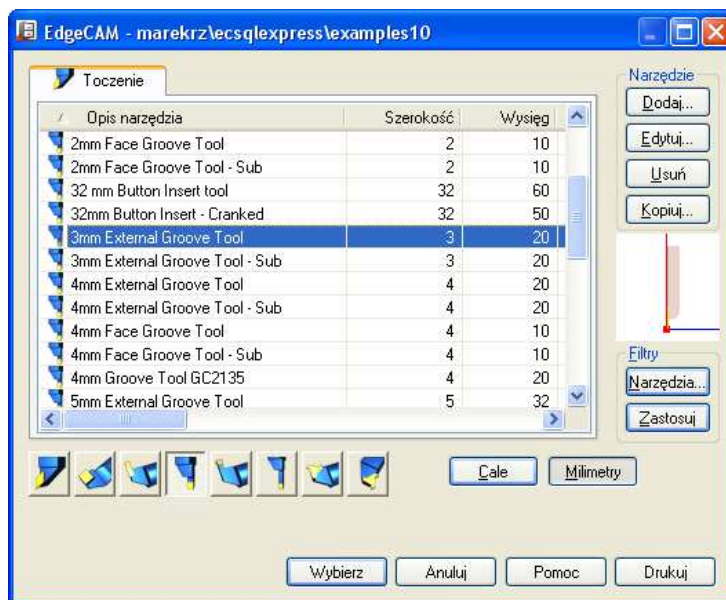 EdgeCAM - marekrz\ecsqlexpress\examples10
Toczenie
Opis narzędzia Szerokość Wysięg
2mm Face Groove Tool 2 10
2mm Face Groove Tool - Sub 2 10
32 mm Button Insert tool 32 60
32mm Button Insert - Cranked 32 50
3mm External Groove Tool 3 20
3mm External Groove Tool - Sub 3 20
4mm External Groove Tool 4 20
4mm External Groove Tool - Sub 4 20
4mm Face Groove Tool 4 10
4mm Face Groove Tool - Sub 4 10
4mm Groove Tool GC2135 4 20
5mm External Groove Tool 5 32
Narzędzie
Dodaj...
Edytuj...
Usuń
Kopiuj...
Filtry
Narzędzia...
Zastosuj
Cale Milimetry
Wybierz Anuluj Pomoc Drukuj